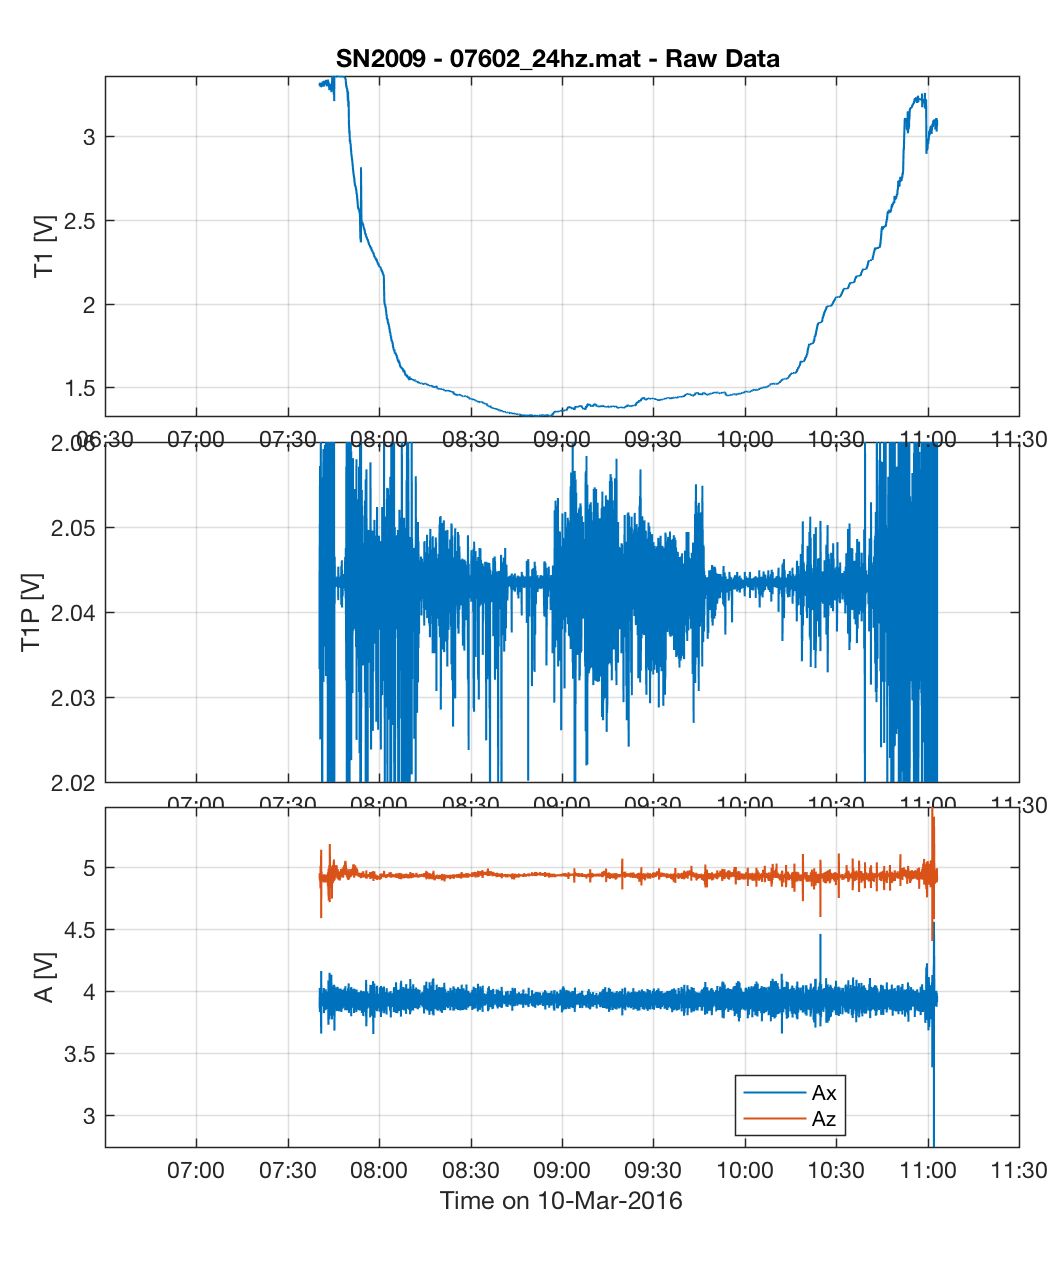 SN2009 - 07602_24hz.mat - Raw Data
3
2.5
2
1.5
T1 [V]
06:30 07:00 07:30 08:00 08:30 09:00 09:30 10:00 10:30 11:00 11:30
2.06
2.05
2.04
2.03
2.02
T1P [V]
07:00 07:30 08:00 08:30 09:00 09:30 10:00 10:30 11:00 11:30
5
4.5
4
3.5
3
A [V]
Ax
Az
07:00 07:30 08:00 08:30 09:00 09:30 10:00 10:30 11:00 11:30
Time on 10-Mar-2016